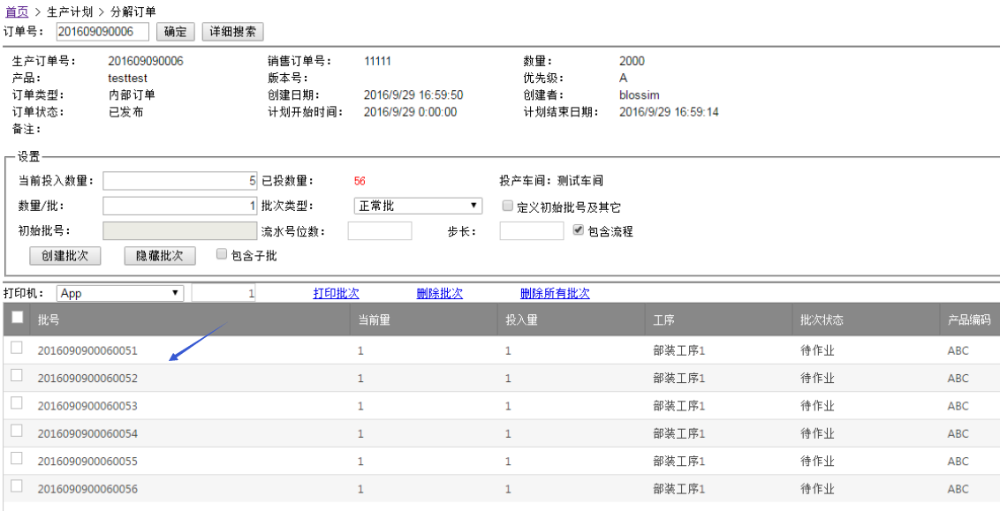 首页 > 生产计划 > 分解订单
订单号： 201609090006 确定 详细搜索
生产订单号： 201609090006 销售订单号： 11111 数量： 2000
产品： testtest 版本号： 优先级： A
订单类型： 内部订单 创建日期： 2016/9/29 16:59:50 创建者： blossim
订单状态： 已发布 计划开始时间： 2016/9/29 0:00:00 计划结束日期： 2016/9/29 16:59:14
备注：
设置
当前投入数量： 5 已投数量： 56 投产车间：测试车间
数量/批： 1 批次类型： 正常批 定义初始批号及其它
初始批号： 流水号位数： 步长： 包含流程
创建批次 隐藏批次 包含子批
打印机： App 1 打印批次 删除批次 删除所有批次
批号 当前量 投入量 工序 批次状态 产品编码
2016090900060051 1 1 部装工序1 待作业 ABC
2016090900060052 1 1 部装工序1 待作业 ABC
2016090900060053 1 1 部装工序1 待作业 ABC
2016090900060054 1 1 部装工序1 待作业 ABC
2016090900060055 1 1 部装工序1 待作业 ABC
2016090900060056 1 1 部装工序1 待作业 ABC